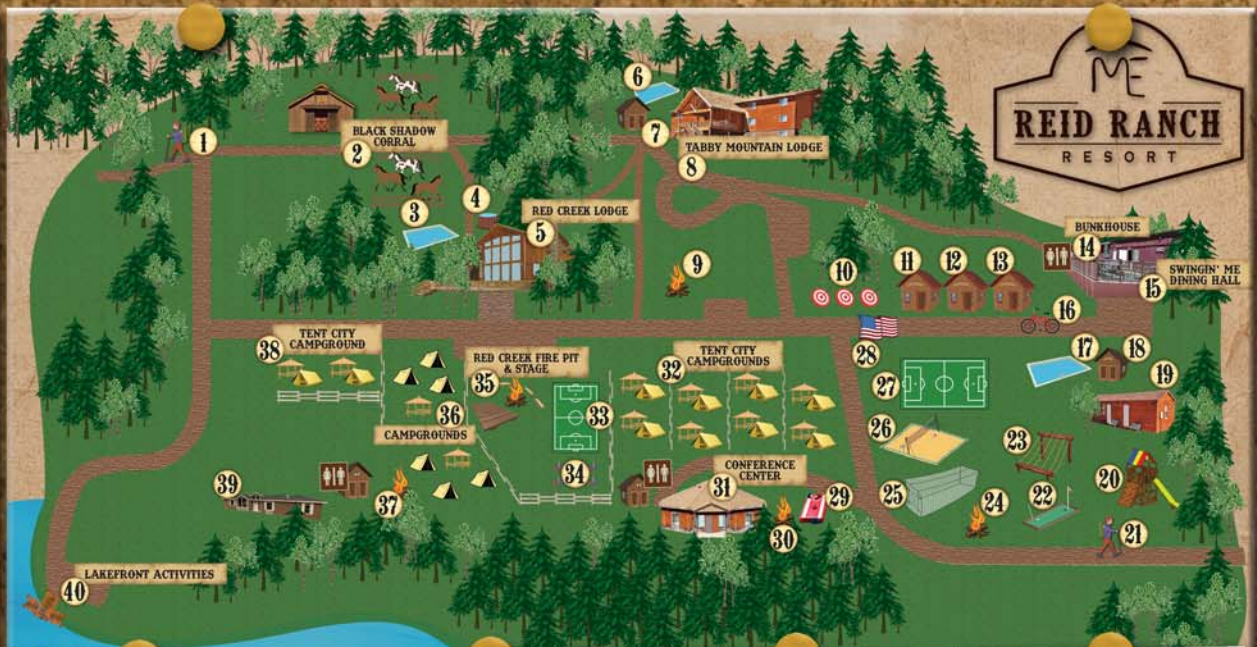 ME
REID RANCH
RESORT
1
BLACK SHADOW
CORRAL
2
3
4
RED CREEK LODGE
5
6
7
TABBY MOUNTAIN LODGE
8
9
10
11
12
13
BUNKHOUSE
14
SWINGIN' ME
DINING HALL
15
16
17
18
19
20
21
22
23
24
25
26
27
28
29
30
CONFERENCE
CENTER
31
TENT CITY
CAMPGROUNDS
32
33
34
RED CREEK FIRE PIT
& STAGE
35
36
CAMPGROUNDS
37
TENT CITY
CAMPGROUND
38
39
LAKEFRONT ACTIVITIES
40